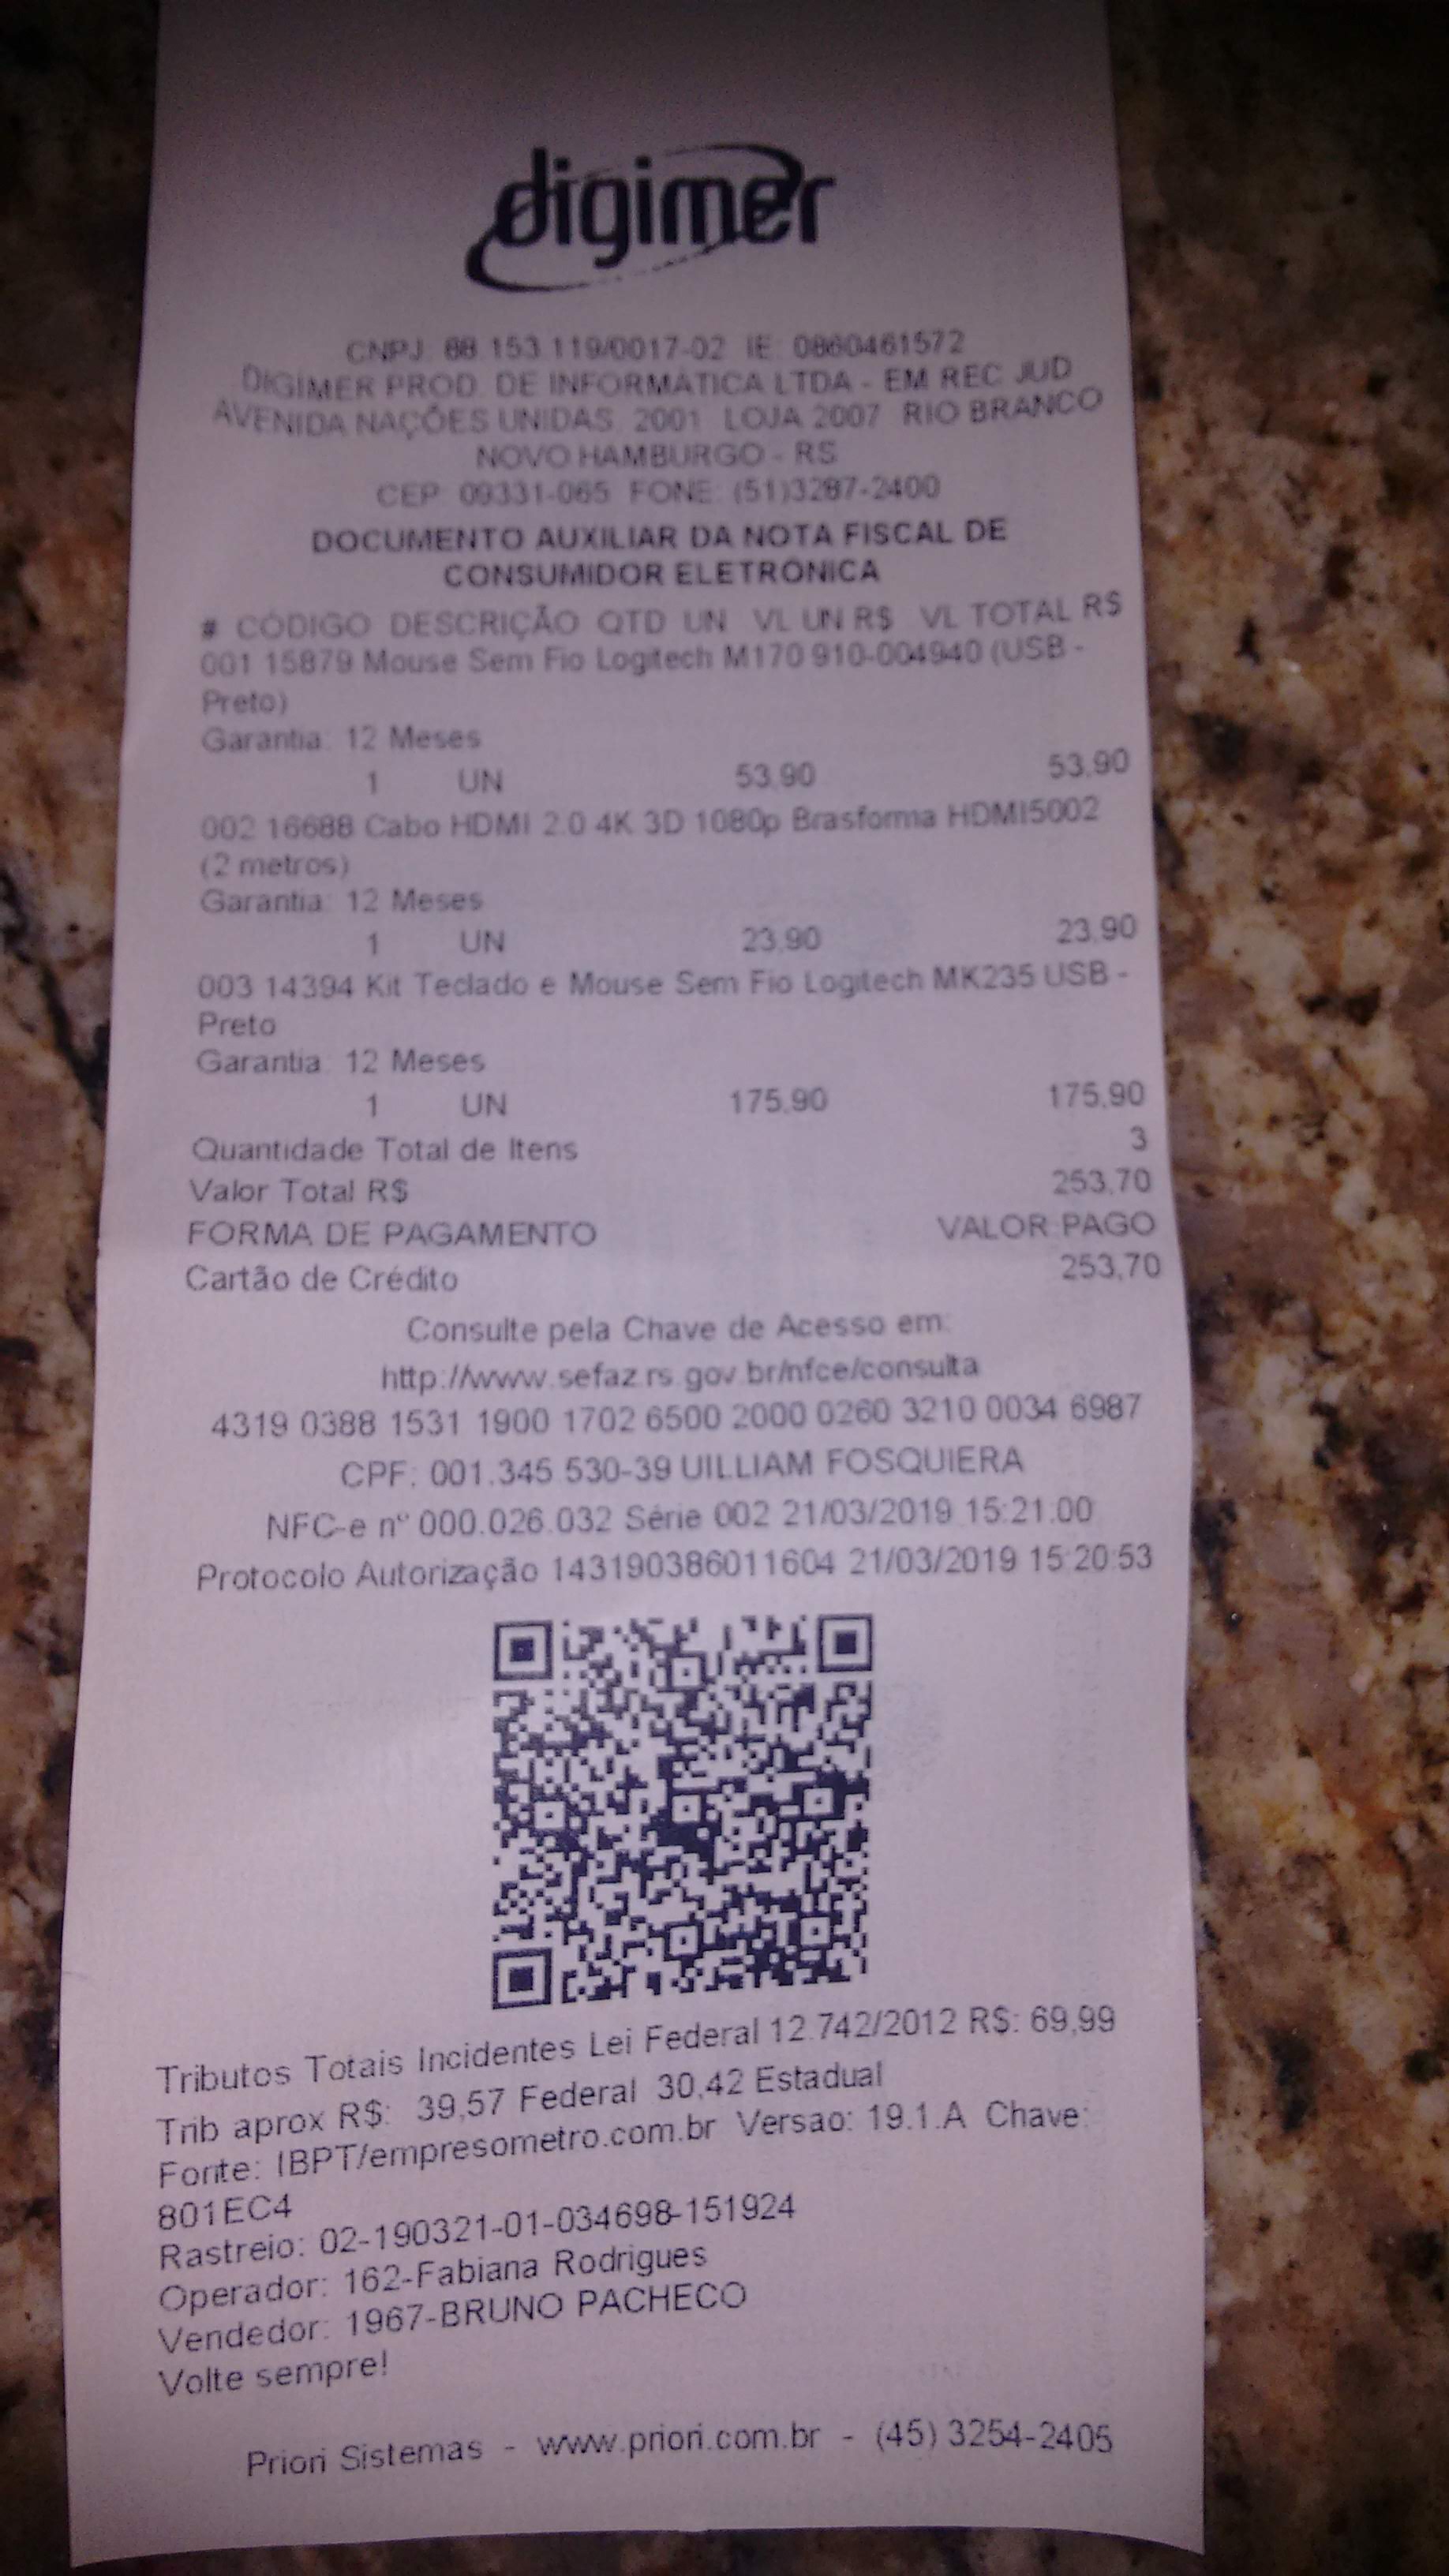 digimer
CNPJ: 88.153.119/0017-02 IE: 0860461572
DIGIMER PROD. DE INFORMATICA LTDA - EM REC JUD
AVENIDA NAÇÕES UNIDAS, 2001 LOJA 2007 RIO BRANCO
NOVO HAMBURGO - RS
CEP: 09331-065 FONE: (51)3287-2400
DOCUMENTO AUXILIAR DA NOTA FISCAL DE
CONSUMIDOR ELETRÔNICA
# CÓDIGO DESCRIÇÃO QTD UN VL UN R$ VL TOTAL R$
001 15879 Mouse Sem Fio Logitech M170 910-004940 (USB -
Preto)
Garantia: 12 Meses
1 UN 53,90 53,90
002 16688 Cabo HDMI 2.0 4K 3D 1080p Brasforma HDMI5002
(2 metros)
Garantia: 12 Meses
1 UN 23,90 23,90
003 14394 Kit Teclado e Mouse Sem Fio Logitech MK235 USB -
Preto
Garantia: 12 Meses
1 UN 175,90 175,90
Quantidade Total de Itens 3
Valor Total R$ 253,70
FORMA DE PAGAMENTO VALOR PAGO
Cartão de Crédito 253,70
Consulte pela Chave de Acesso em:
http://www.sefaz.rs.gov.br/nfce/consulta
4319 0388 1531 1900 1702 6500 2000 0260 3210 0034 6987
CPF: 001.345.530-39 UILLIAM FOSQUIERA
NFC-e nº 000.026.032 Série 002 21/03/2019 15:21:00
Protocolo Autorização 143190386011604 21/03/2019 15:20:53
Tributos Totais Incidentes Lei Federal 12.742/2012 R$: 69,99
Trib aprox R$: 39,57 Federal 30,42 Estadual
Fonte: IBPT/empresometro.com.br Versao: 19.1.A Chave:
801EC4
Rastreio: 02-190321-01-034698-151924
Operador: 162-Fabiana Rodrigues
Vendedor: 1967-BRUNO PACHECO
Volte sempre!
Priori Sistemas - www.priori.com.br - (45) 3254-2405